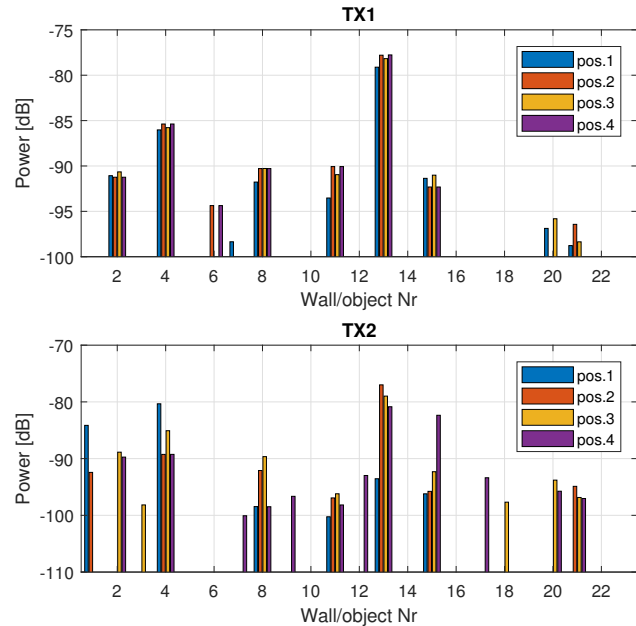 TX1
-75
-80
-85
-90
-95
-100
Power [dB]
pos.1
pos.2
pos.3
pos.4
2 4 6 8 10 12 14 16 18 20 22
Wall/object Nr
TX2
-70
-80
-90
-100
-110
Power [dB]
pos.1
pos.2
pos.3
pos.4
2 4 6 8 10 12 14 16 18 20 22
Wall/object Nr